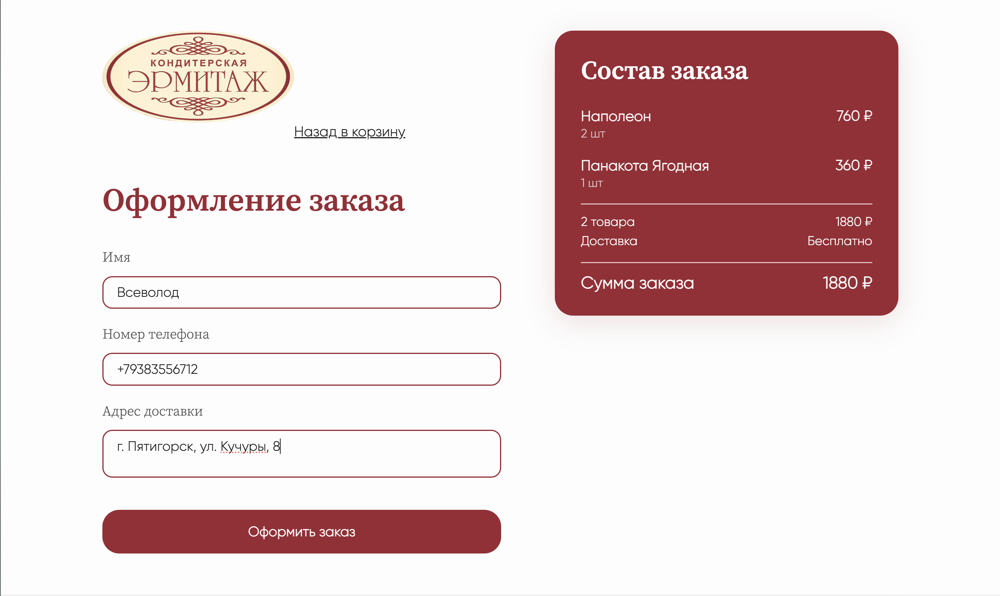 КОНДИТЕРСКАЯ
ЭРМИТАЖ
Назад в корзину
Оформление заказа
Имя
Всеволод
Номер телефона
+79383556712
Адрес доставки
г. Пятигорск, ул. Кучуры, 8
Оформить заказ
Состав заказа
Наполеон 760 ₽
2 шт
Панакота Ягодная 360 ₽
1 шт
2 товара 1880 ₽
Доставка Бесплатно
Сумма заказа 1880 ₽